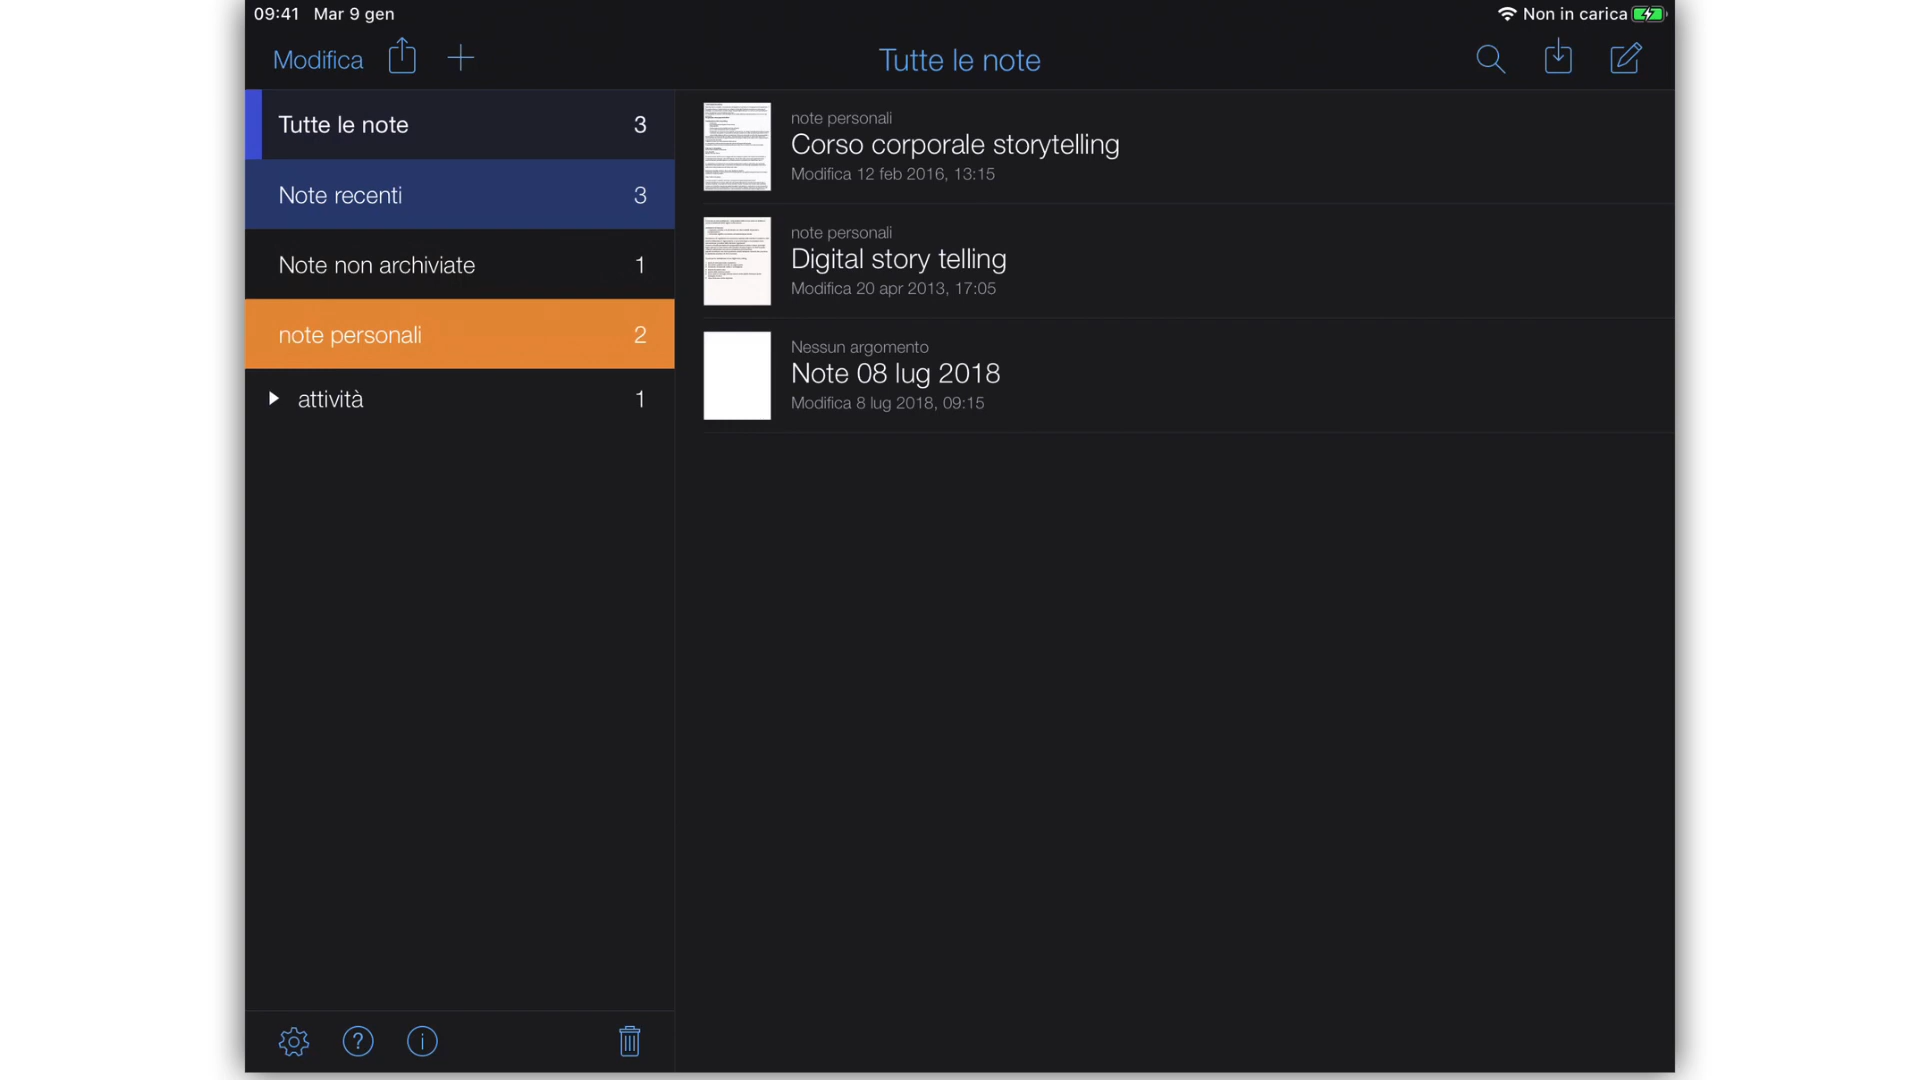 09:41 Mar 9 gen
Non in carica
Modifica
Tutte le note
Tutte le note 3
Note recenti 3
Note non archiviate 1
note personali 2
attività 1
note personali
Corso corporale storytelling
Modifica 12 feb 2016, 13:15
note personali
Digital story telling
Modifica 20 apr 2013, 17:05
Nessun argomento
Note 08 lug 2018
Modifica 8 lug 2018, 09:15